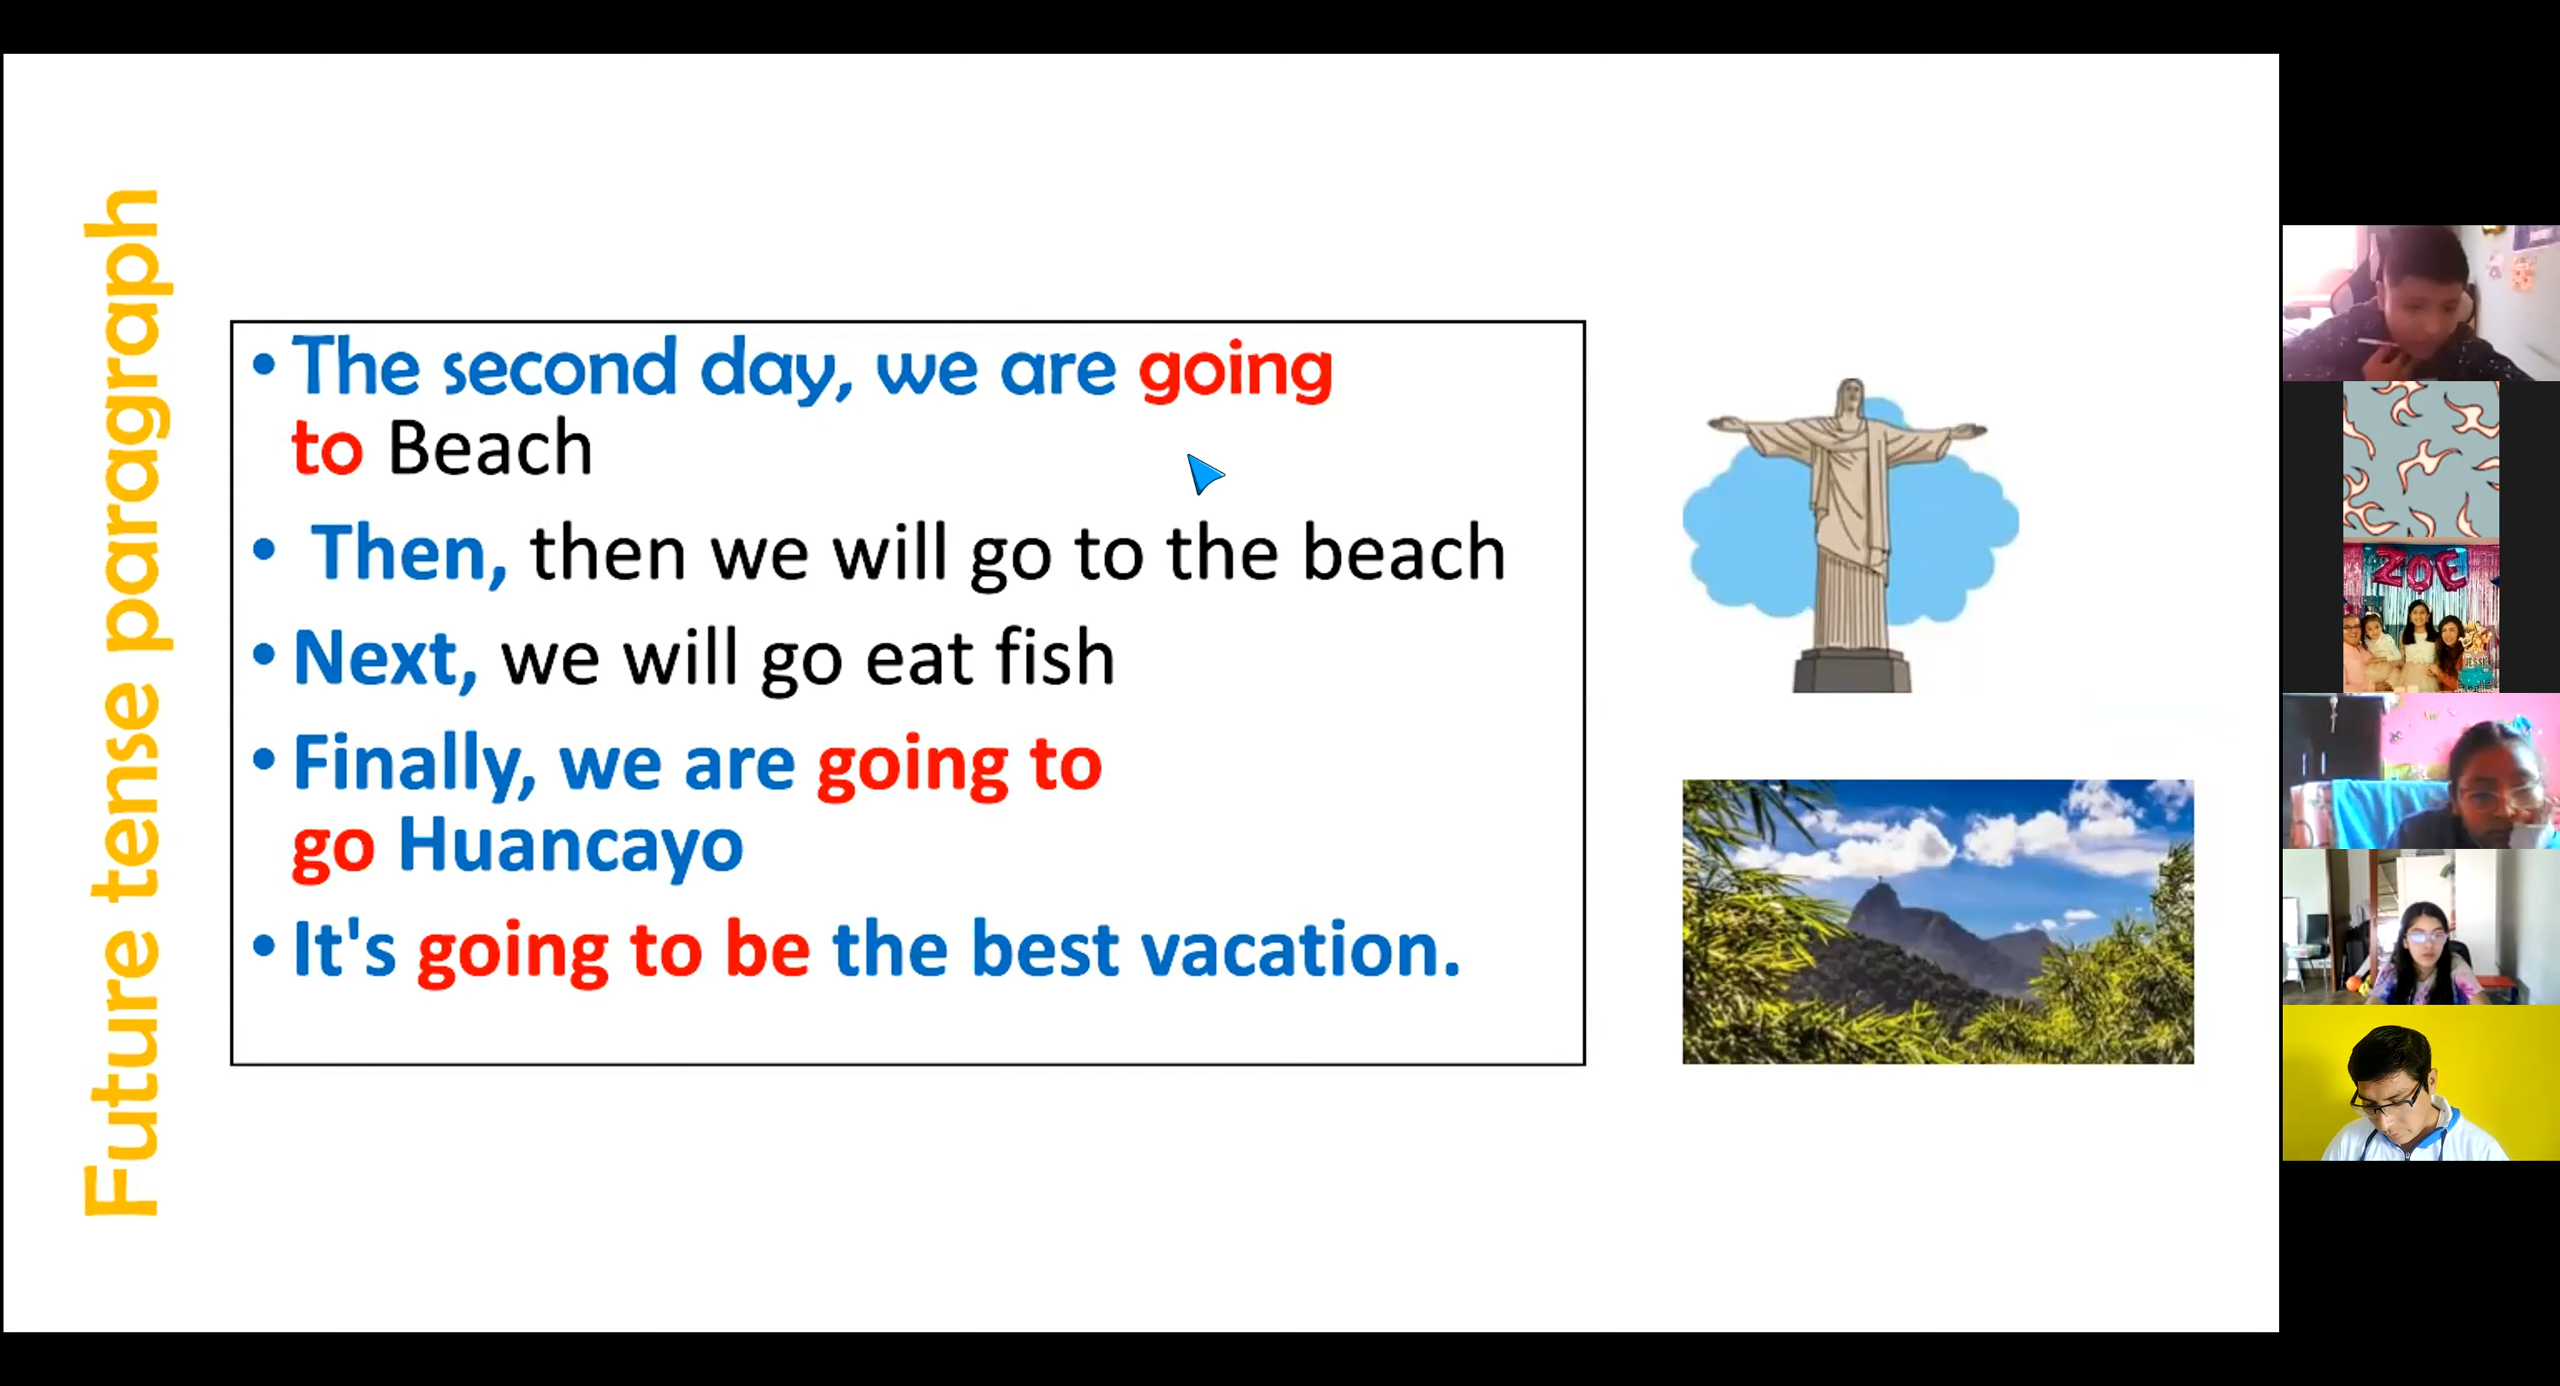 Future tense paragraph
• The second day, we are going
to Beach
• Then, then we will go to the beach
• Next, we will go eat fish
• Finally, we are going to
go Huancayo
• It's going to be the best vacation.
ZOE